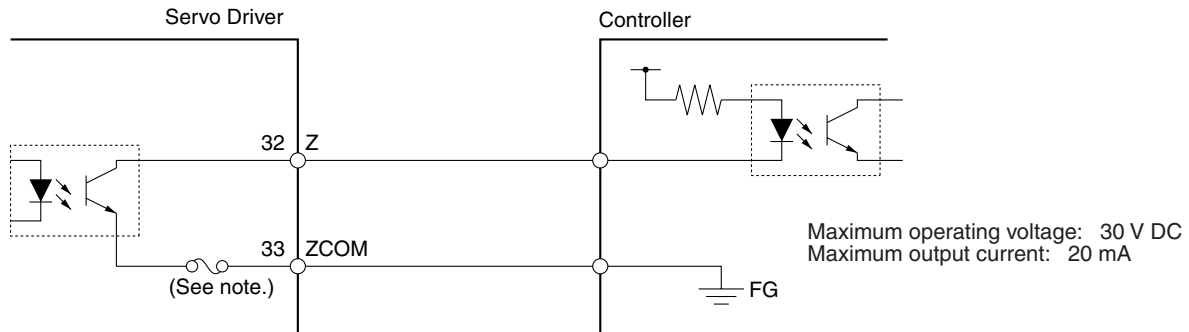 Servo Driver
Controller
32 Z
33 ZCOM
(See note.)
FG
Maximum operating voltage: 30 V DC
Maximum output current: 20 mA